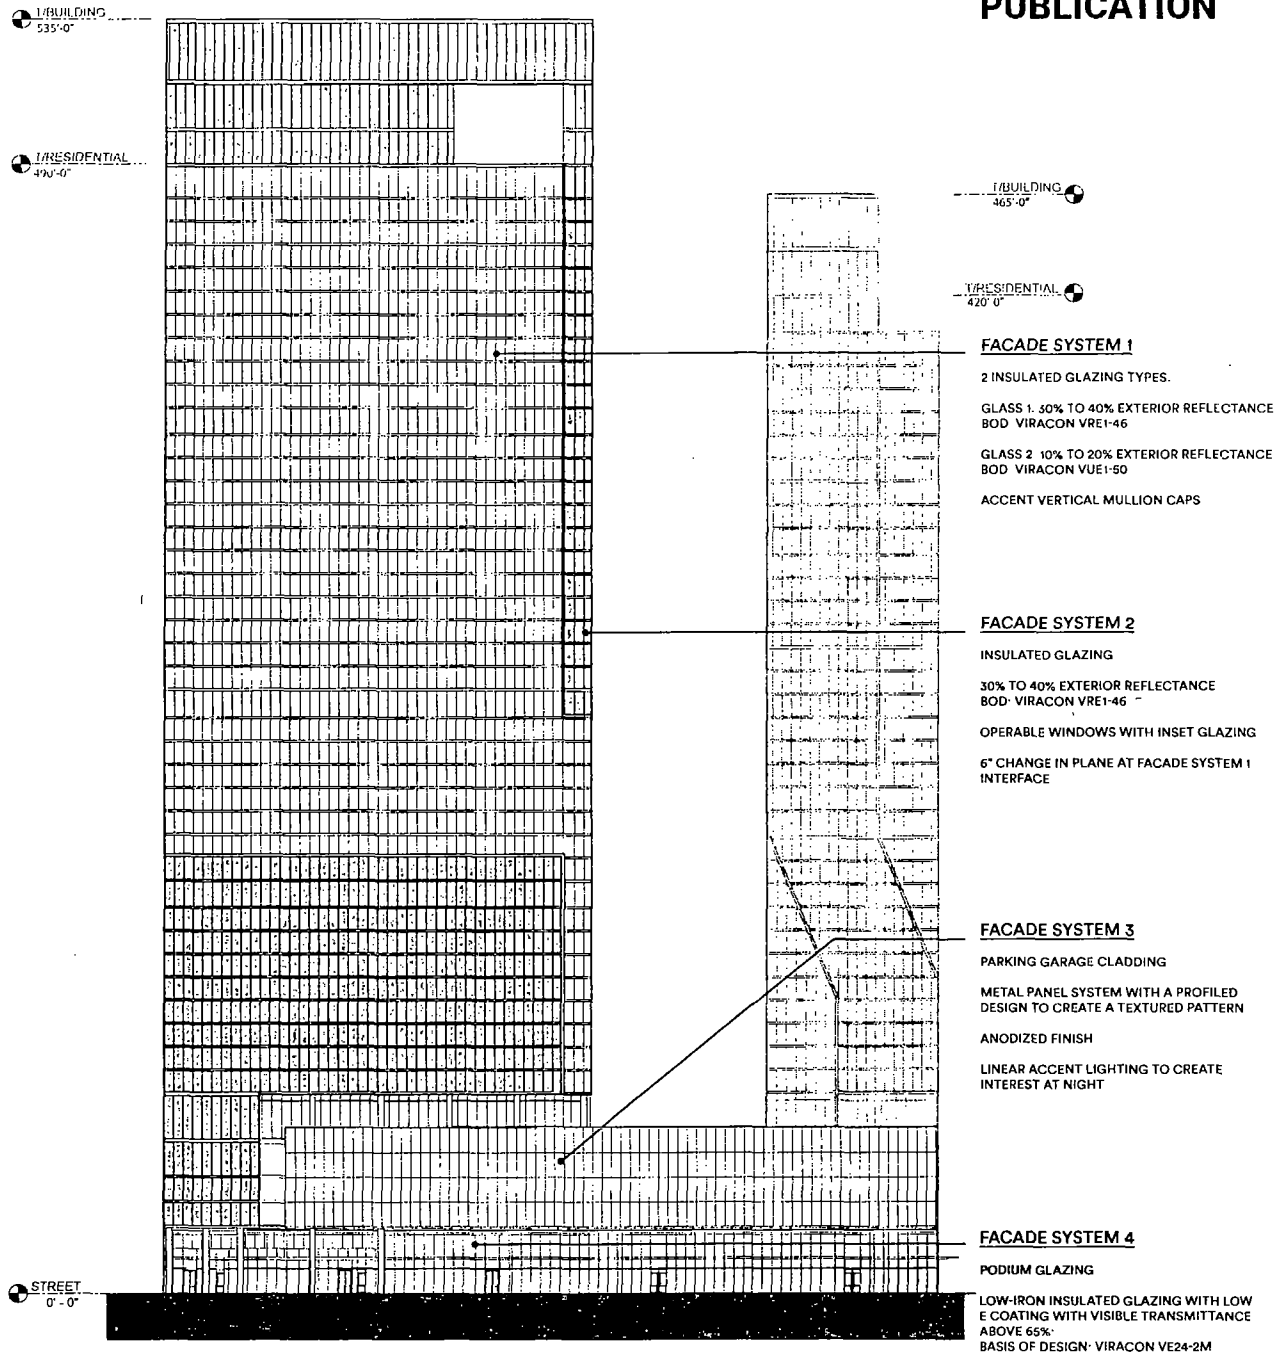 PUBLICATION
T/BUILDING
535'-0"
T/RESIDENTIAL
490'-0"
T/BUILDING
465'-0"
T/RESIDENTIAL
420' 0"
FACADE SYSTEM 1
2 INSULATED GLAZING TYPES.
GLASS 1. 30% TO 40% EXTERIOR REFLECTANCE
BOD VIRACON VRE1-46
GLASS 2 10% TO 20% EXTERIOR REFLECTANCE
BOD VIRACON VUE1-50
ACCENT VERTICAL MULLION CAPS
FACADE SYSTEM 2
INSULATED GLAZING
30% TO 40% EXTERIOR REFLECTANCE
BOD· VIRACON VRE1-46
OPERABLE WINDOWS WITH INSET GLAZING
6" CHANGE IN PLANE AT FACADE SYSTEM 1
INTERFACE
FACADE SYSTEM 3
PARKING GARAGE CLADDING
METAL PANEL SYSTEM WITH A PROFILED
DESIGN TO CREATE A TEXTURED PATTERN
ANODIZED FINISH
LINEAR ACCENT LIGHTING TO CREATE
INTEREST AT NIGHT
FACADE SYSTEM 4
PODIUM GLAZING
LOW-IRON INSULATED GLAZING WITH LOW
E COATING WITH VISIBLE TRANSMITTANCE
ABOVE 65%·
BASIS OF DESIGN· VIRACON VE24-2M
STREET
0' - 0"